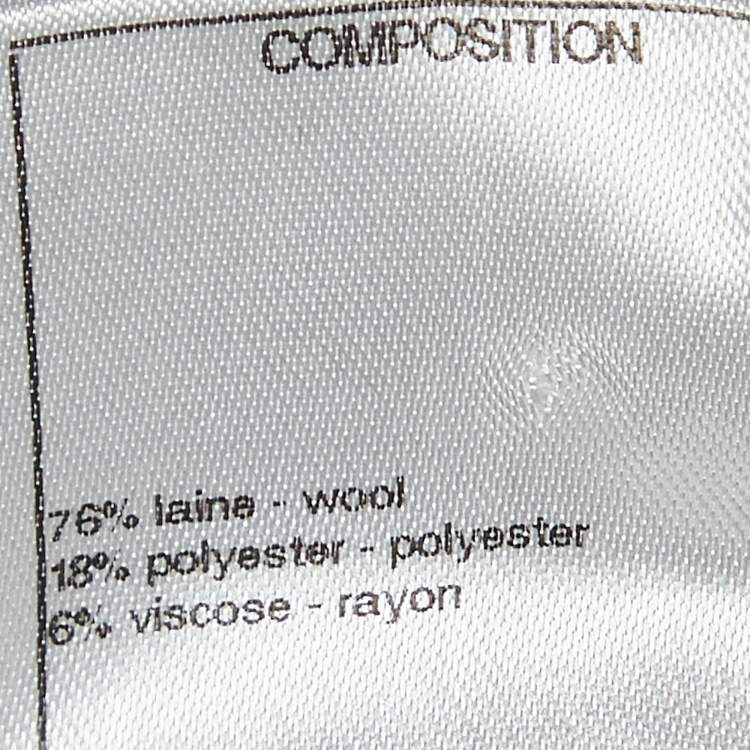 COMPOSITION
76% laine - wool
18% polyester - polyester
6% viscose - rayon